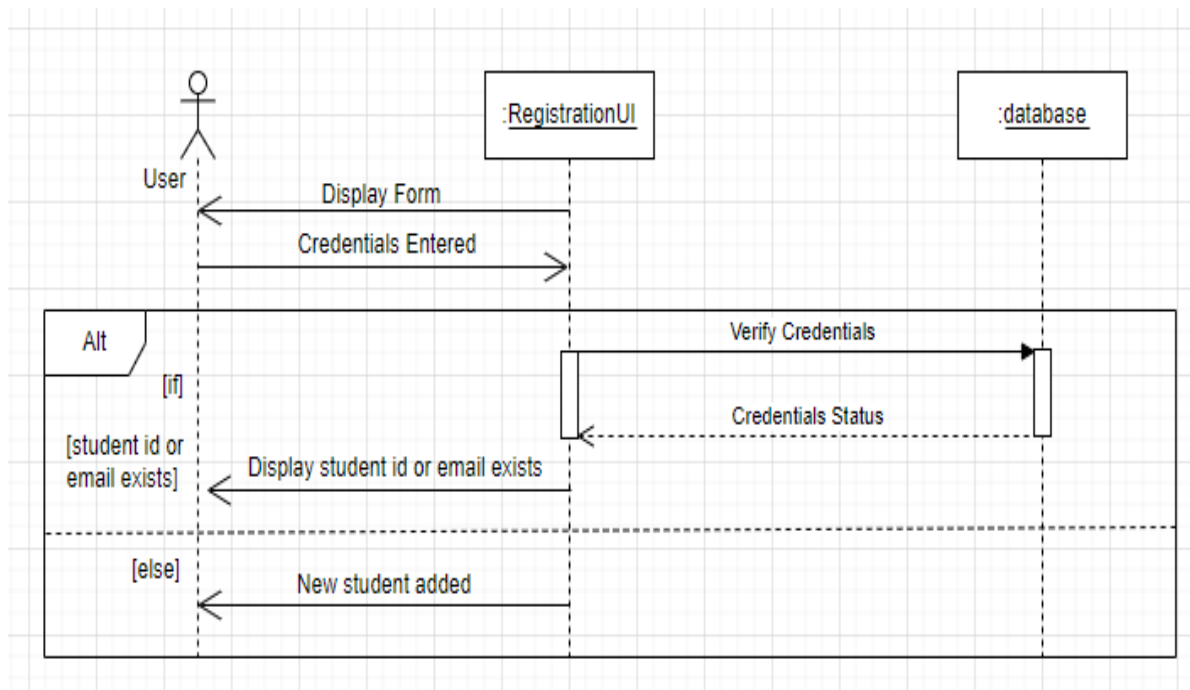 :RegistrationUI
:database
User
Display Form
Credentials Entered
Alt
Verify Credentials
[if]
Credentials Status
[student id or
email exists]
Display student id or email exists
[else]
New student added